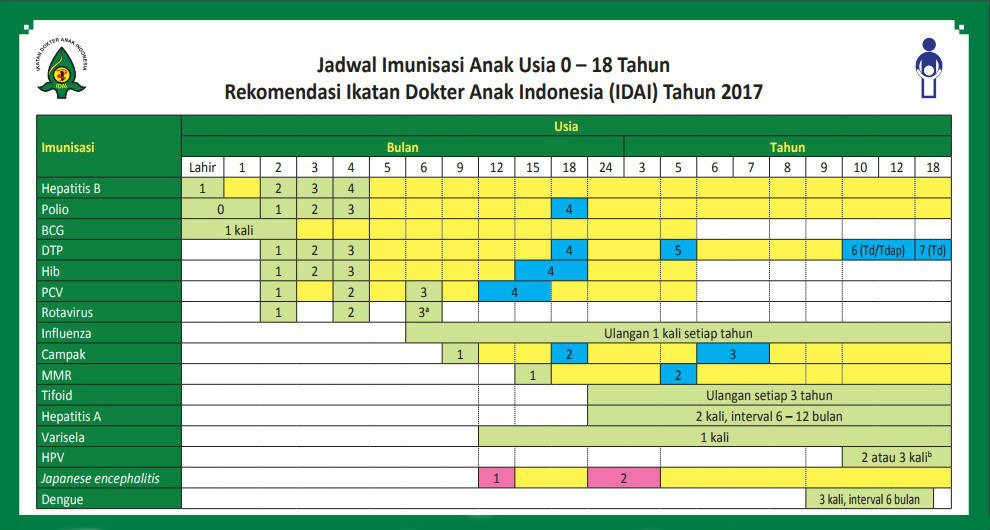 IKATAN DOKTER ANAK INDONESIA
IDAI
Jadwal Imunisasi Anak Usia 0 – 18 Tahun
Rekomendasi Ikatan Dokter Anak Indonesia (IDAI) Tahun 2017
Imunisasi
Usia
Bulan Tahun
Lahir 1 2 3 4 5 6 9 12 15 18 24 3 5 6 7 8 9 10 12 18
Hepatitis B 1 2 3 4
Polio 0 1 2 3 4
BCG 1 kali
DTP 1 2 3 4 5 6 (Td/Tdap) 7 (Td)
Hib 1 2 3 4
PCV 1 2 3 4
Rotavirus 1 2 3ᵃ
Influenza Ulangan 1 kali setiap tahun
Campak 1 2 3
MMR 1 2
Tifoid Ulangan setiap 3 tahun
Hepatitis A 2 kali, interval 6 – 12 bulan
Varisela 1 kali
HPV 2 atau 3 kaliᵇ
Japanese encephalitis 1 2
Dengue 3 kali, interval 6 bulan